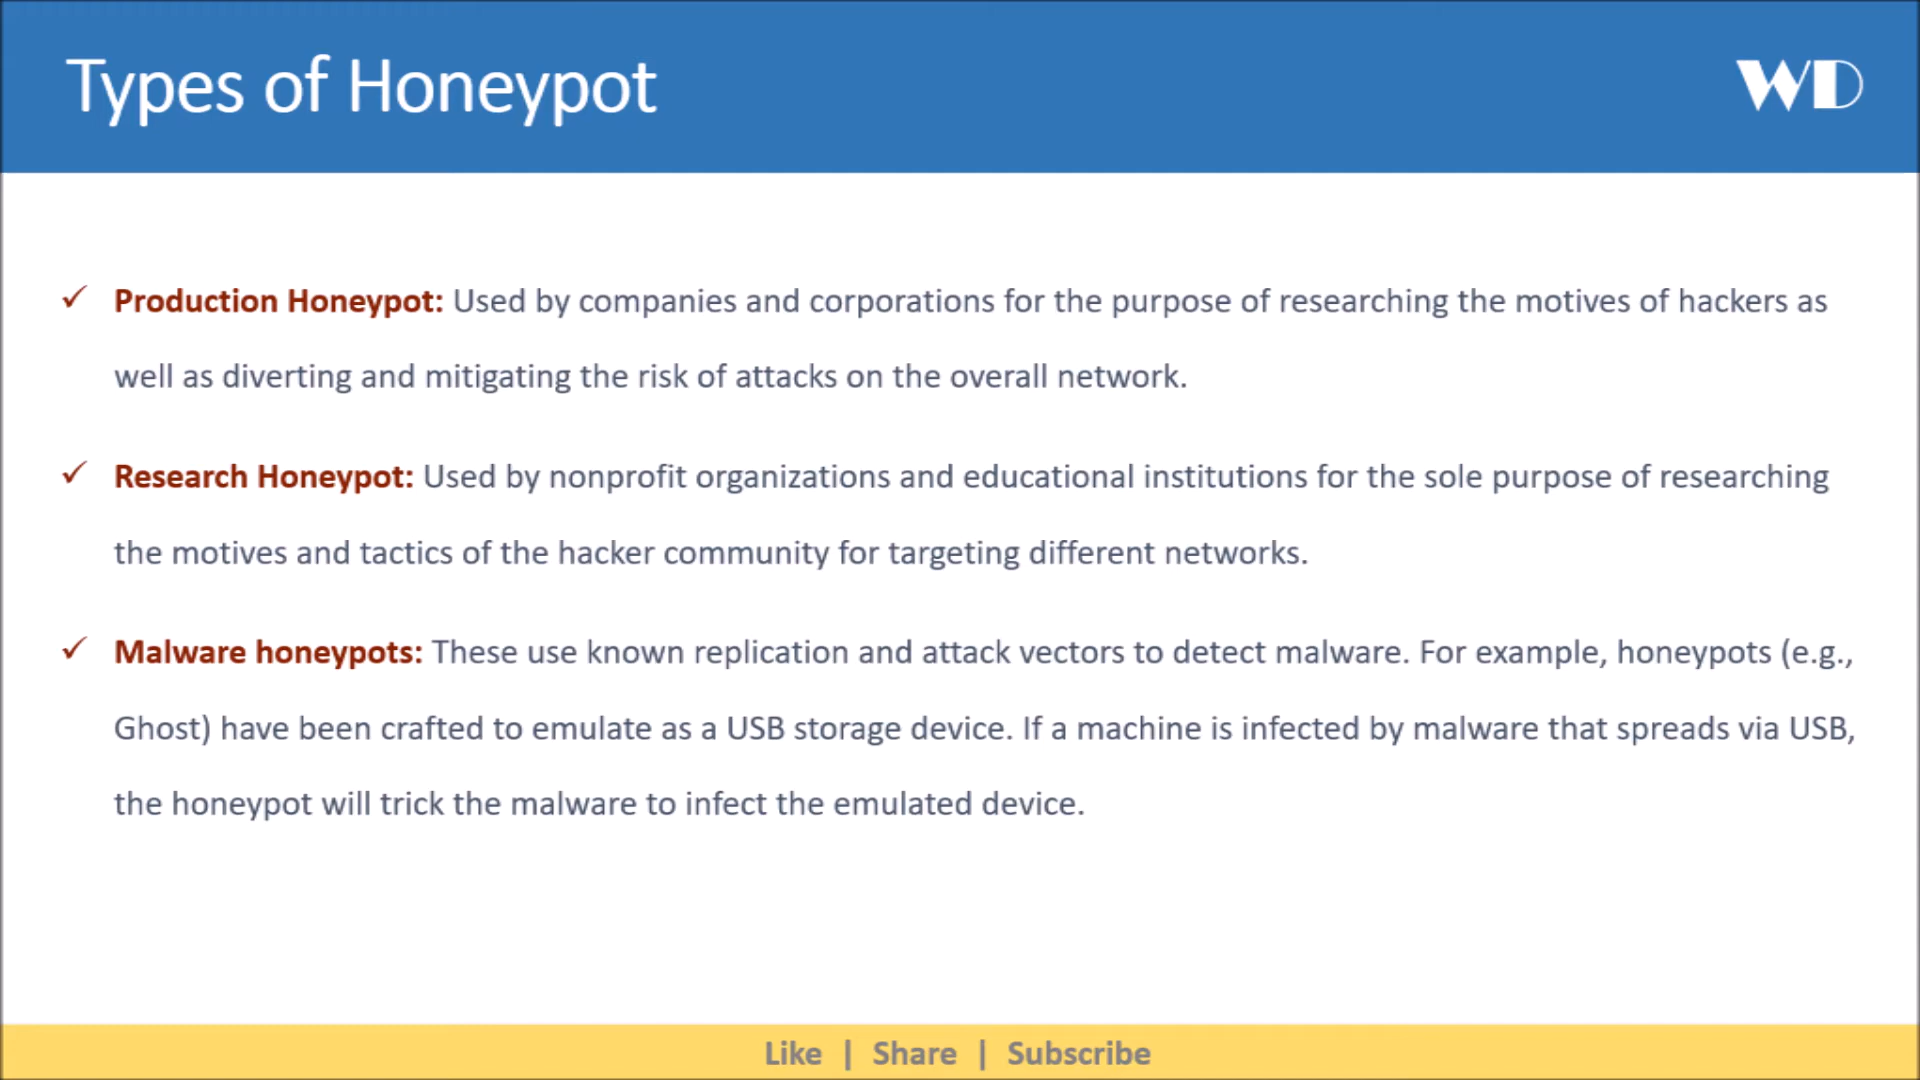 Types of Honeypot
WD
✓ Production Honeypot: Used by companies and corporations for the purpose of researching the motives of hackers as
well as diverting and mitigating the risk of attacks on the overall network.
✓ Research Honeypot: Used by nonprofit organizations and educational institutions for the sole purpose of researching
the motives and tactics of the hacker community for targeting different networks.
✓ Malware honeypots: These use known replication and attack vectors to detect malware. For example, honeypots (e.g.,
Ghost) have been crafted to emulate as a USB storage device. If a machine is infected by malware that spreads via USB,
the honeypot will trick the malware to infect the emulated device.
Like | Share | Subscribe